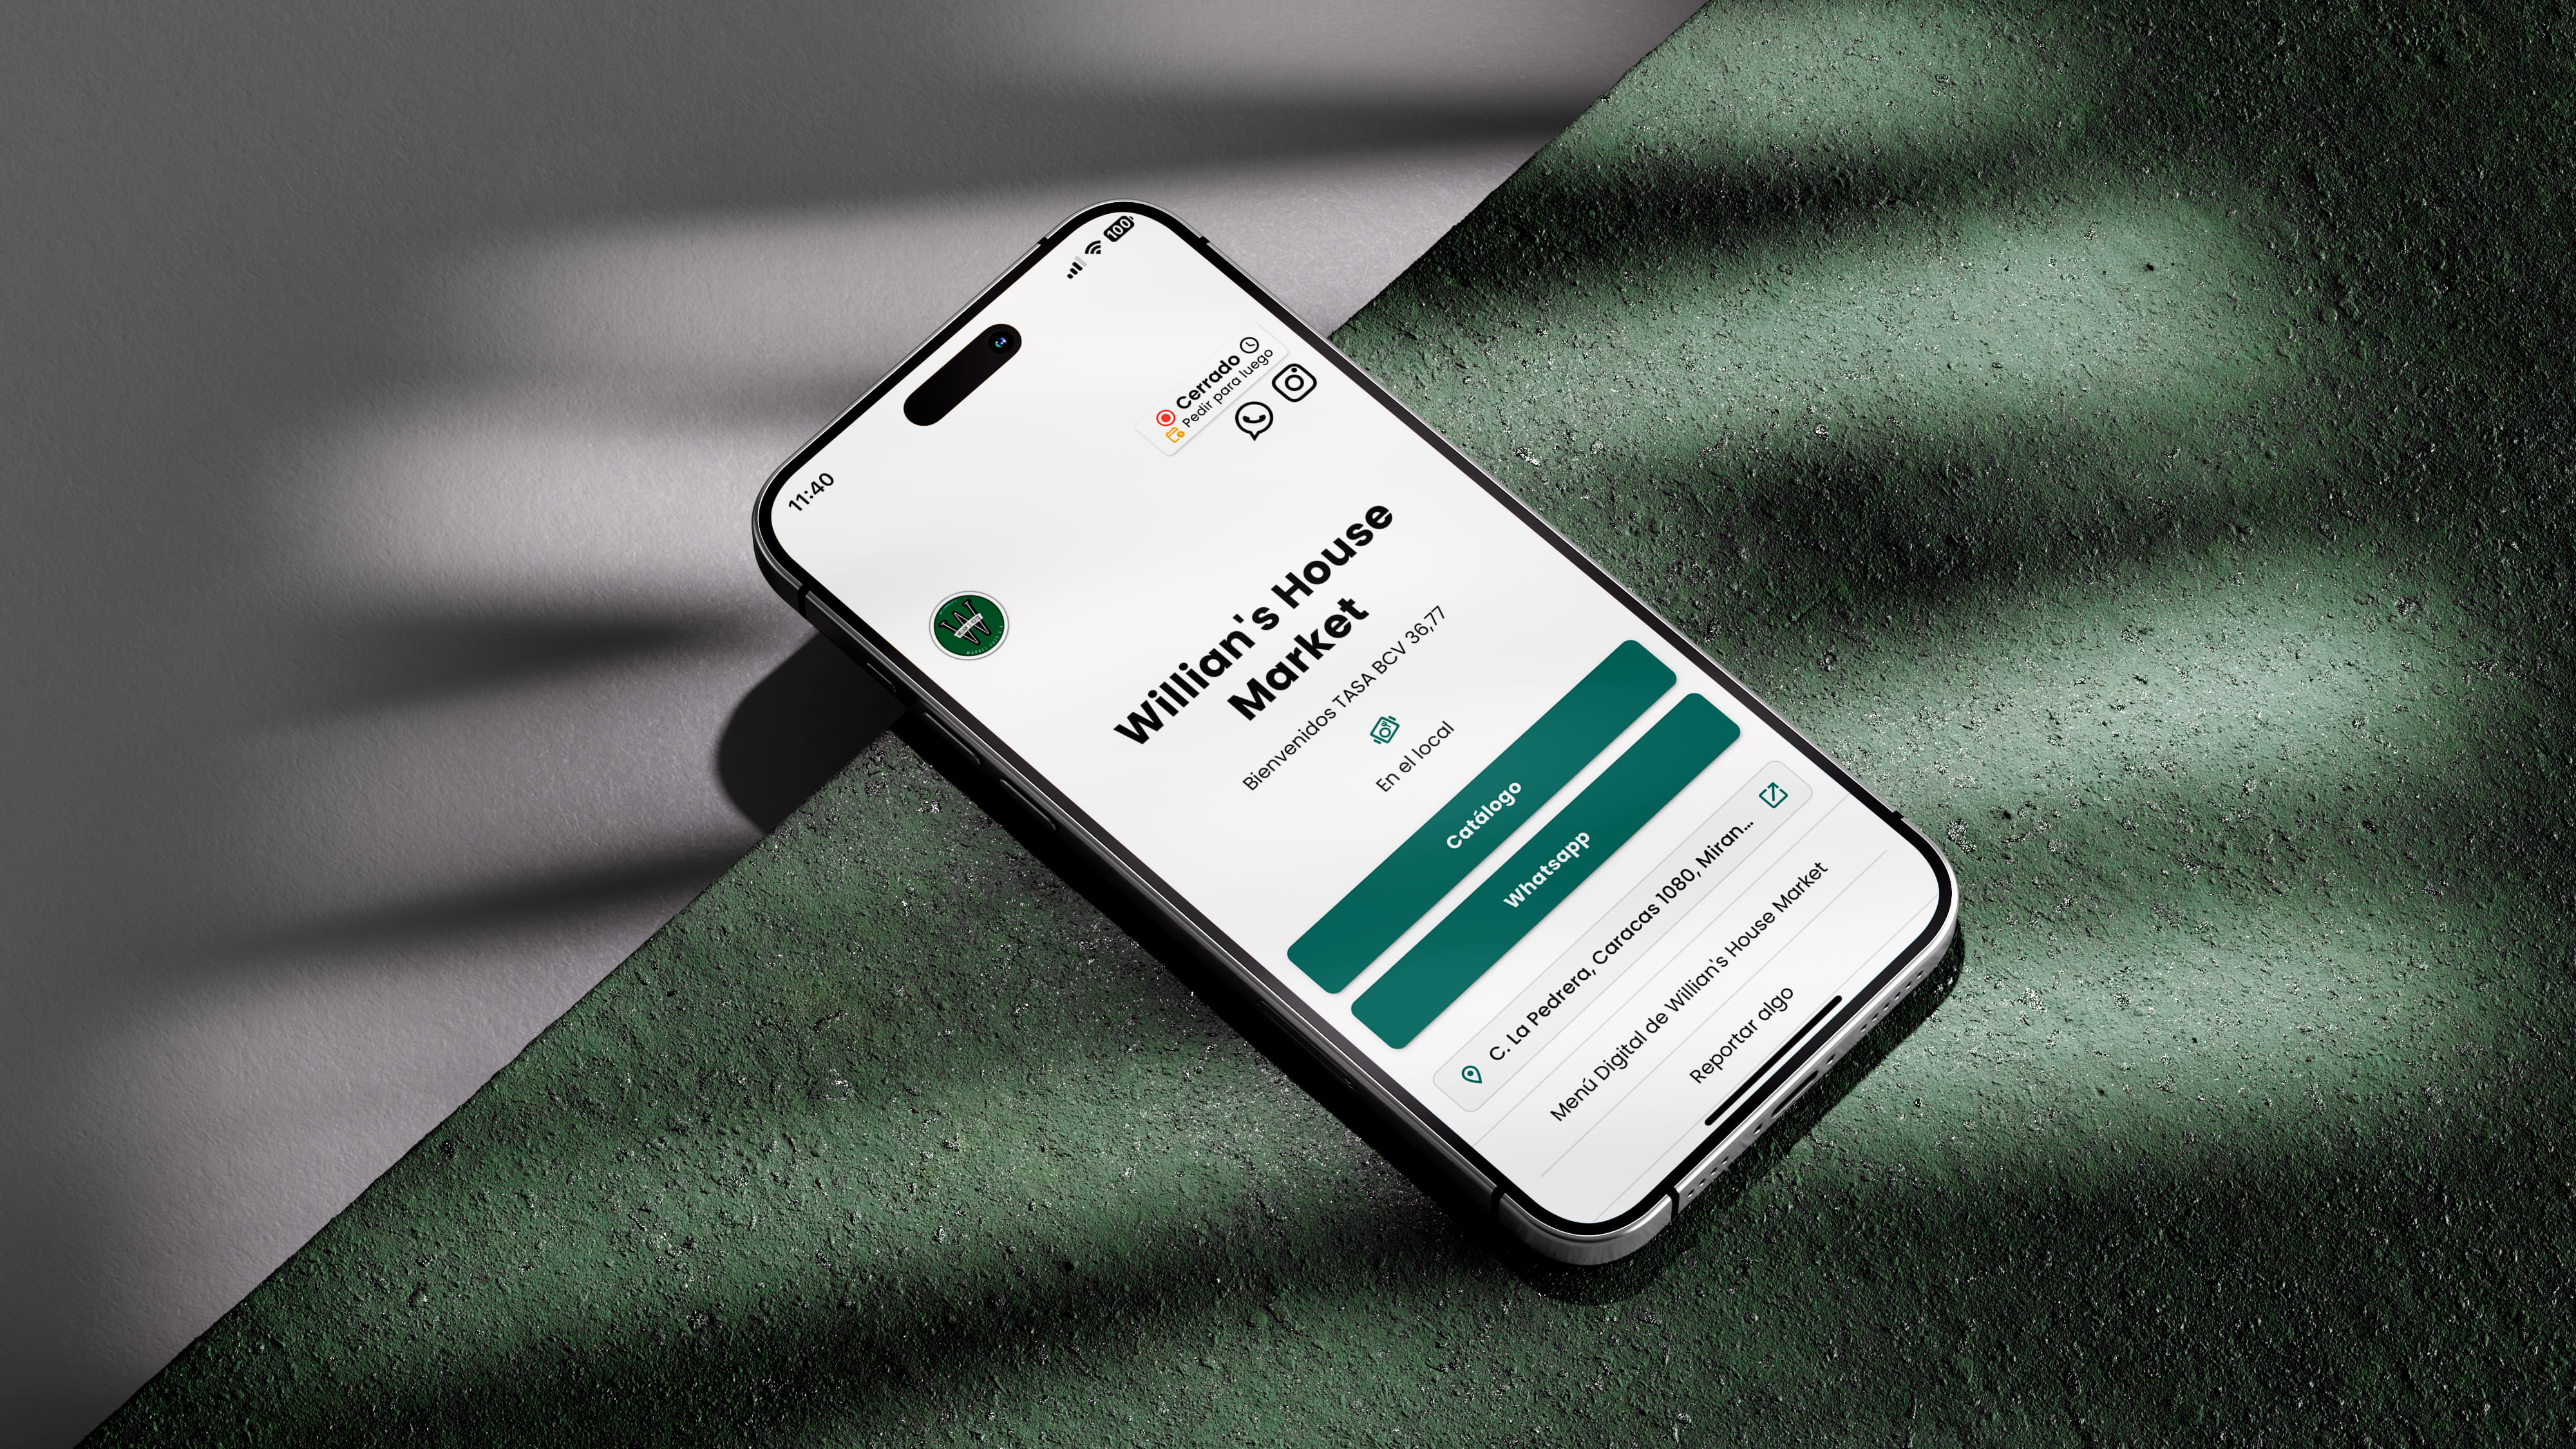 11:40
100
Cerrado
Pedir para luego
W
Willian's House
Market
Bienvenidos TASA BCV 36,77
En el local
Catálogo
Whatsapp
C. La Pedrera, Caracas 1080, Miran...
Menú Digital de Willian's House Market
Reportar algo